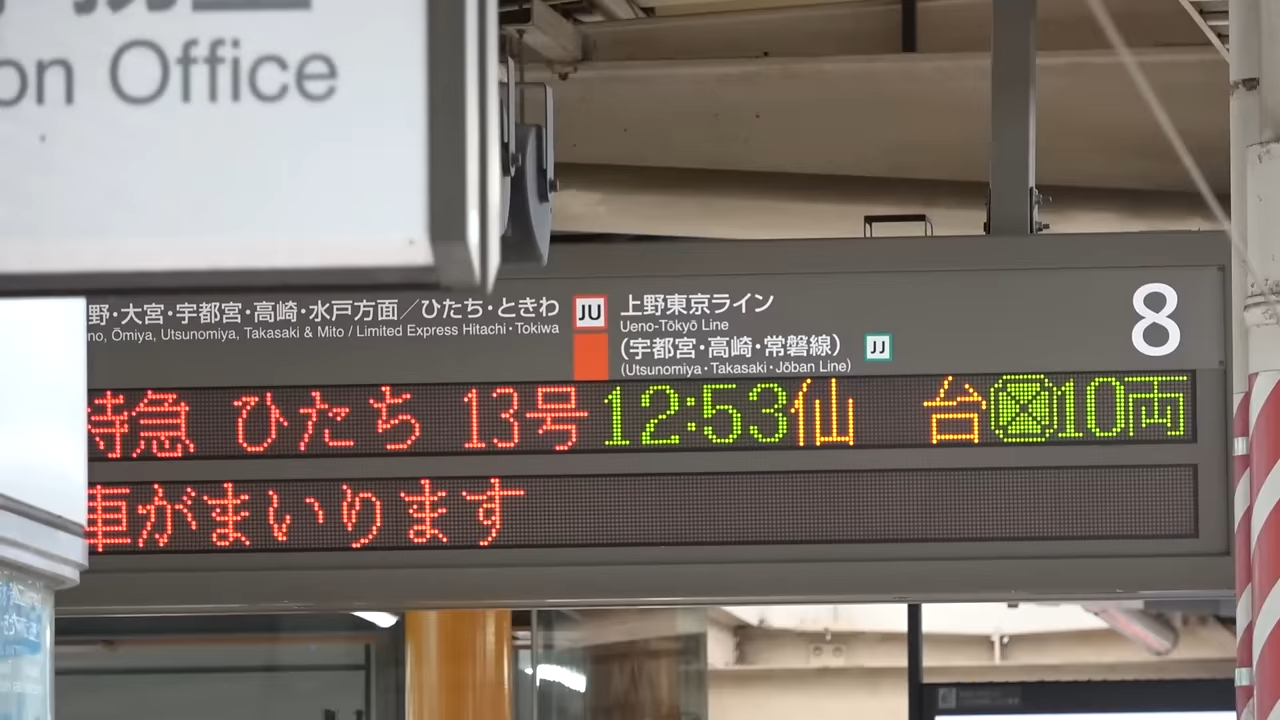 on Office
野・大宮・宇都宮・高崎・水戸方面／ひたち・ときわ
no, Ōmiya, Utsunomiya, Takasaki & Mito / Limited Express Hitachi・Tokiwa
JU
上野東京ライン
Ueno-Tōkyō Line
(宇都宮・高崎・常磐線)
(Utsunomiya・Takasaki・Jōban Line)
JJ
8
特急 ひたち 13号 12:53 仙 台 10両
車がまいります